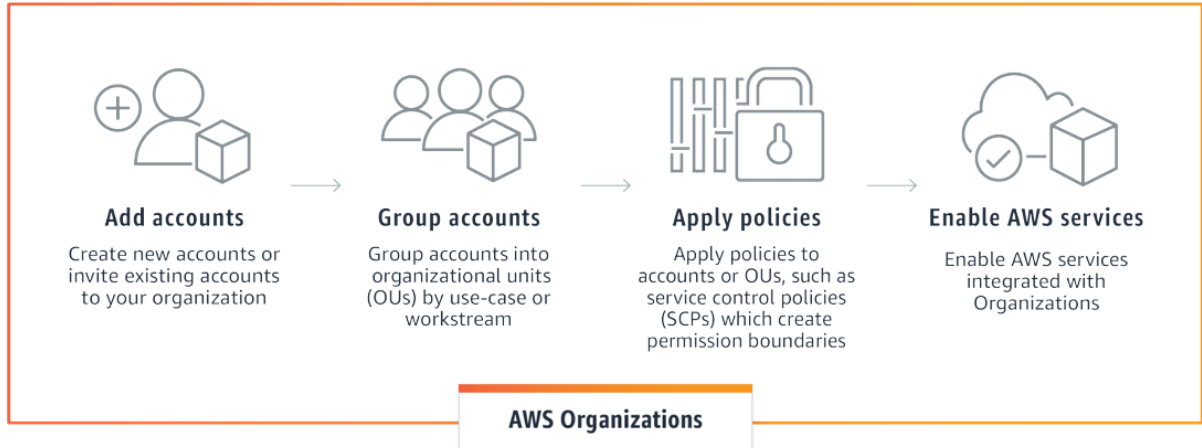 Add accounts
Create new accounts or
invite existing accounts
to your organization
Group accounts
Group accounts into
organizational units
(OUs) by use-case or
workstream
Apply policies
Apply policies to
accounts or OUs, such as
service control policies
(SCPs) which create
permission boundaries
Enable AWS services
Enable AWS services
integrated with
Organizations
AWS Organizations